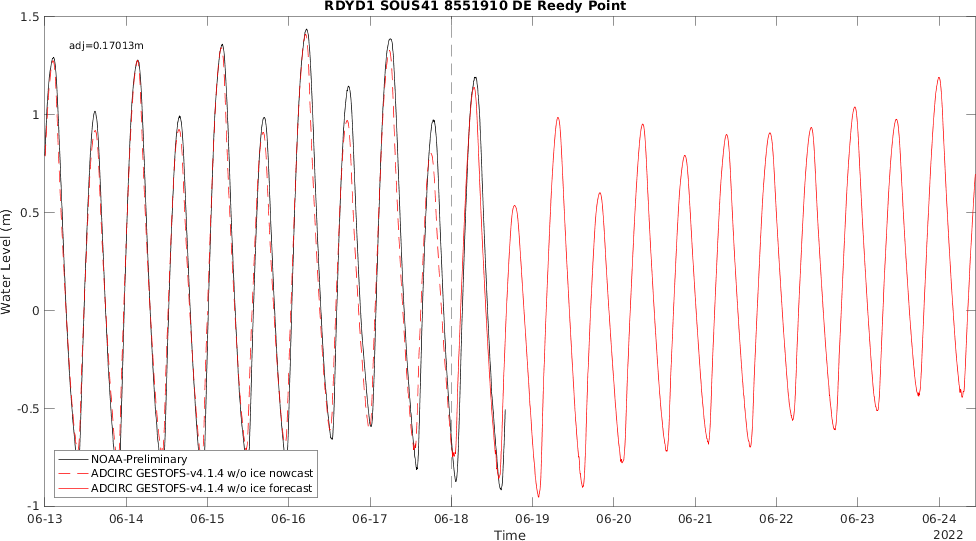 RDYD1 SOUS41 8551910 DE Reedy Point
adj=0.17013m
Water Level (m)
1.5
1
0.5
0
-0.5
-1
NOAA-Preliminary
ADCIRC GESTOFS-v4.1.4 w/o ice nowcast
ADCIRC GESTOFS-v4.1.4 w/o ice forecast
06-13 06-14 06-15 06-16 06-17 06-18 06-19 06-20 06-21 06-22 06-23 06-24
Time
2022